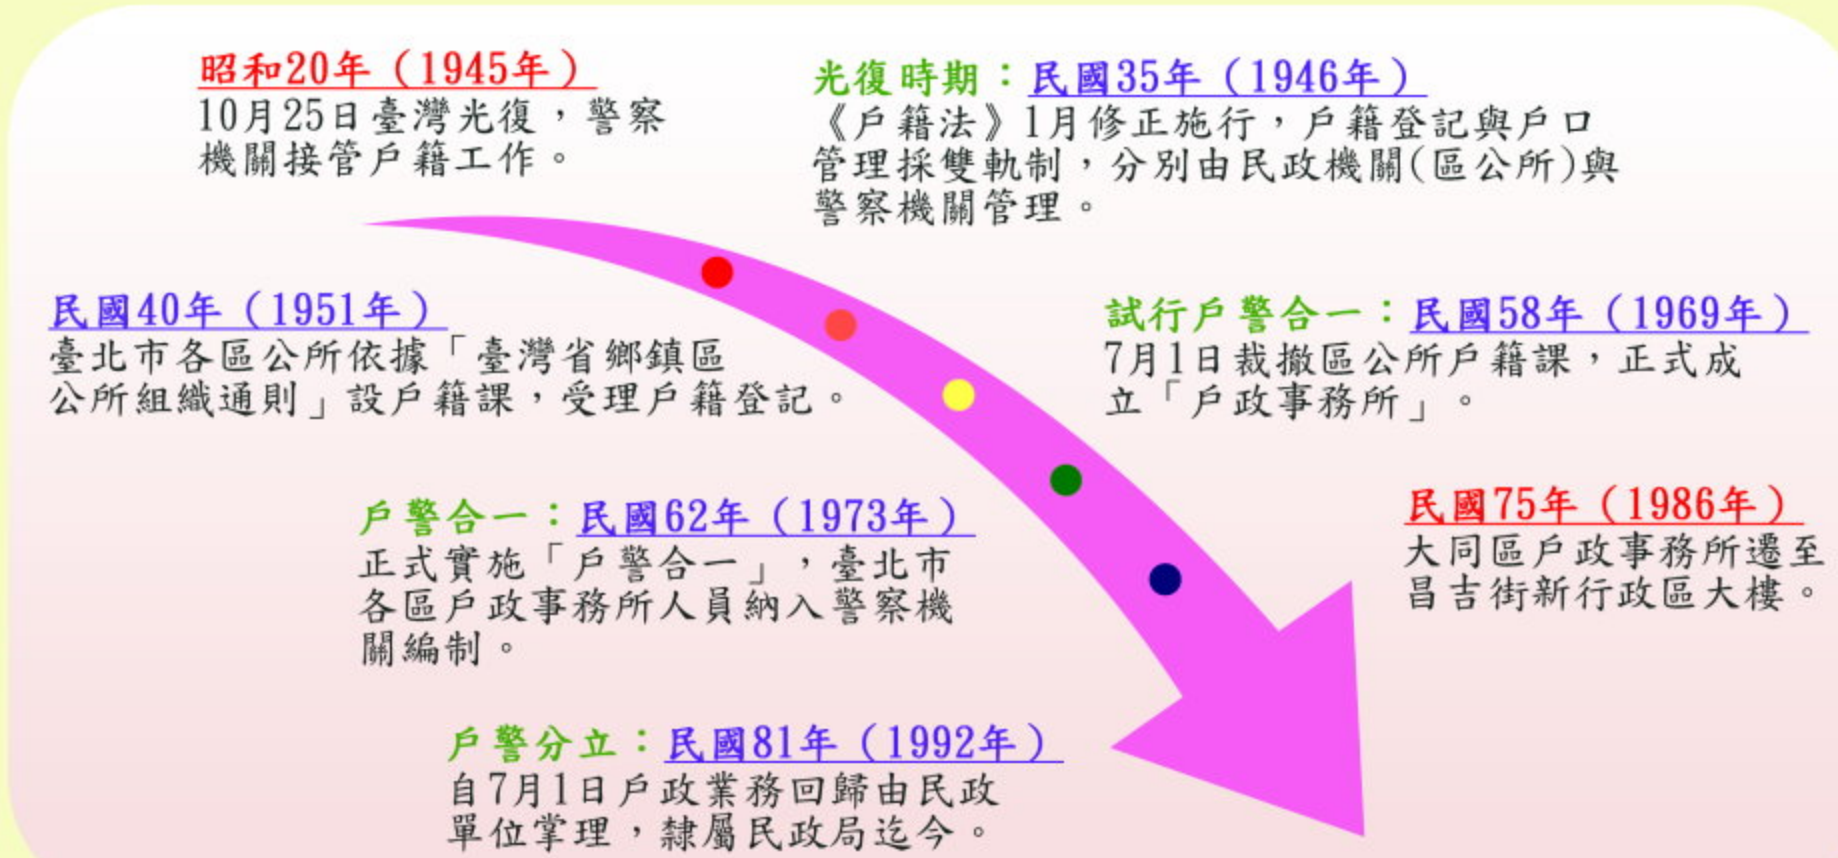 昭和20年（1945年）
10月25日臺灣光復，警察
機關接管戶籍工作。
光復時期：民國35年（1946年）
《戶籍法》1月修正施行，戶籍登記與戶口
管理採雙軌制，分別由民政機關(區公所)與
警察機關管理。
民國40年（1951年）
臺北市各區公所依據「臺灣省鄉鎮區
公所組織通則」設戶籍課，受理戶籍登記。
試行戶警合一：民國58年（1969年）
7月1日裁撤區公所戶籍課，正式成
立「戶政事務所」。
戶警合一：民國62年（1973年）
正式實施「戶警合一」，臺北市
各區戶政事務所人員納入警察機
關編制。
民國75年（1986年）
大同區戶政事務所遷至
昌吉街新行政區大樓。
戶警分立：民國81年（1992年）
自7月1日戶政業務回歸由民政
單位掌理，隸屬民政局迄今。